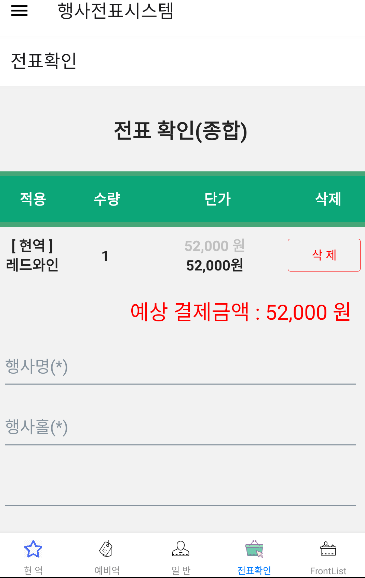 행사전표시스템
전표확인
전표 확인(종합)
적용 수량 단가 삭제
[ 현역 ]
레드와인
1
52,000 원
52,000원
삭 제
예상 결제금액 : 52,000 원
행사명(*)
행사홀(*)
현 역 예비역 일 반 전표확인 FrontList